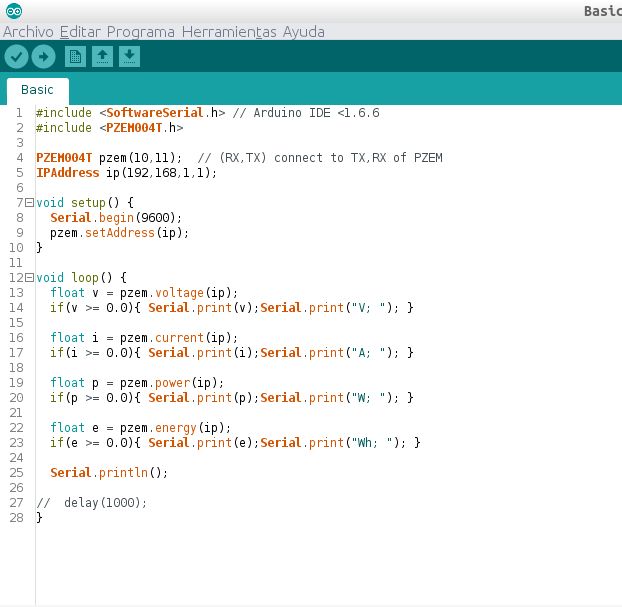 Basic
Archivo Editar Programa Herramientas Ayuda
Basic
1 #include <SoftwareSerial.h> // Arduino IDE <1.6.6
2 #include <PZEM004T.h>
3
4 PZEM004T pzem(10,11);  // (RX,TX) connect to TX,RX of PZEM
5 IPAddress ip(192,168,1,1);
6
7 void setup() {
8   Serial.begin(9600);
9   pzem.setAddress(ip);
10 }
11
12 void loop() {
13   float v = pzem.voltage(ip);
14   if(v >= 0.0){ Serial.print(v);Serial.print("V; "); }
15
16   float i = pzem.current(ip);
17   if(i >= 0.0){ Serial.print(i);Serial.print("A; "); }
18
19   float p = pzem.power(ip);
20   if(p >= 0.0){ Serial.print(p);Serial.print("W; "); }
21
22   float e = pzem.energy(ip);
23   if(e >= 0.0){ Serial.print(e);Serial.print("Wh; "); }
24
25   Serial.println();
26
27 //  delay(1000);
28 }